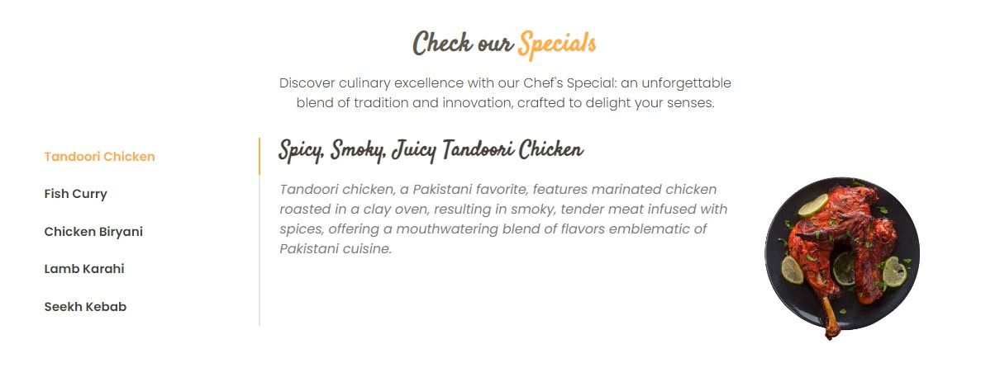 Check our Specials
Discover culinary excellence with our Chef's Special: an unforgettable
blend of tradition and innovation, crafted to delight your senses.
Tandoori Chicken
Fish Curry
Chicken Biryani
Lamb Karahi
Seekh Kebab
Spicy, Smoky, Juicy Tandoori Chicken
Tandoori chicken, a Pakistani favorite, features marinated chicken
roasted in a clay oven, resulting in smoky, tender meat infused with
spices, offering a mouthwatering blend of flavors emblematic of
Pakistani cuisine.